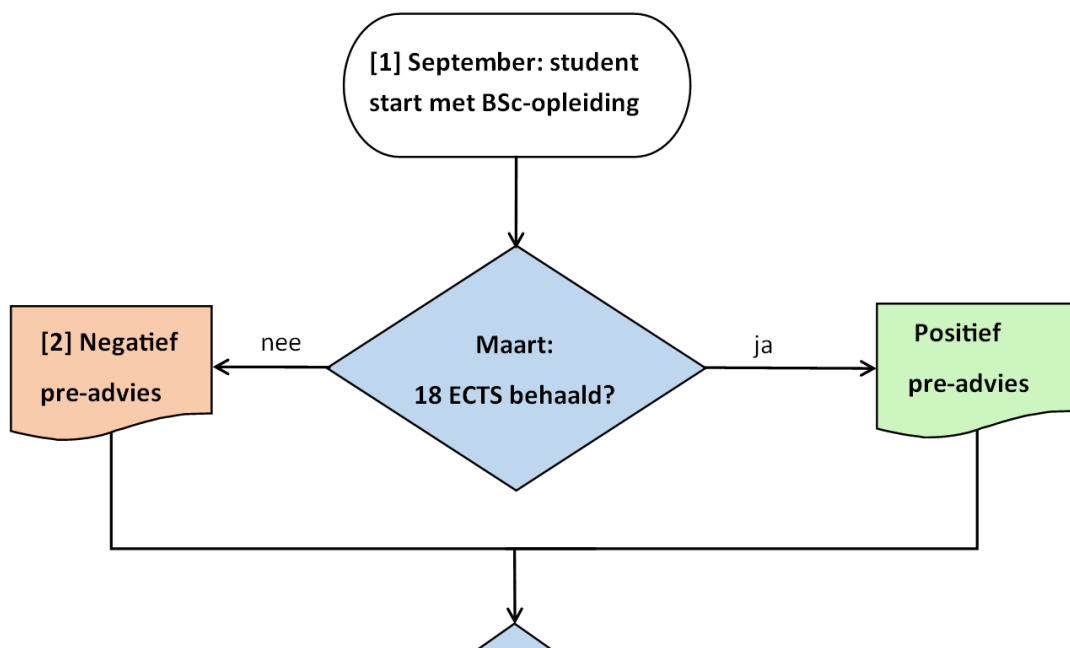 [1] September: student
start met BSc-opleiding
nee
Maart:
18 ECTS behaald?
ja
[2] Negatief
pre-advies
Positief
pre-advies